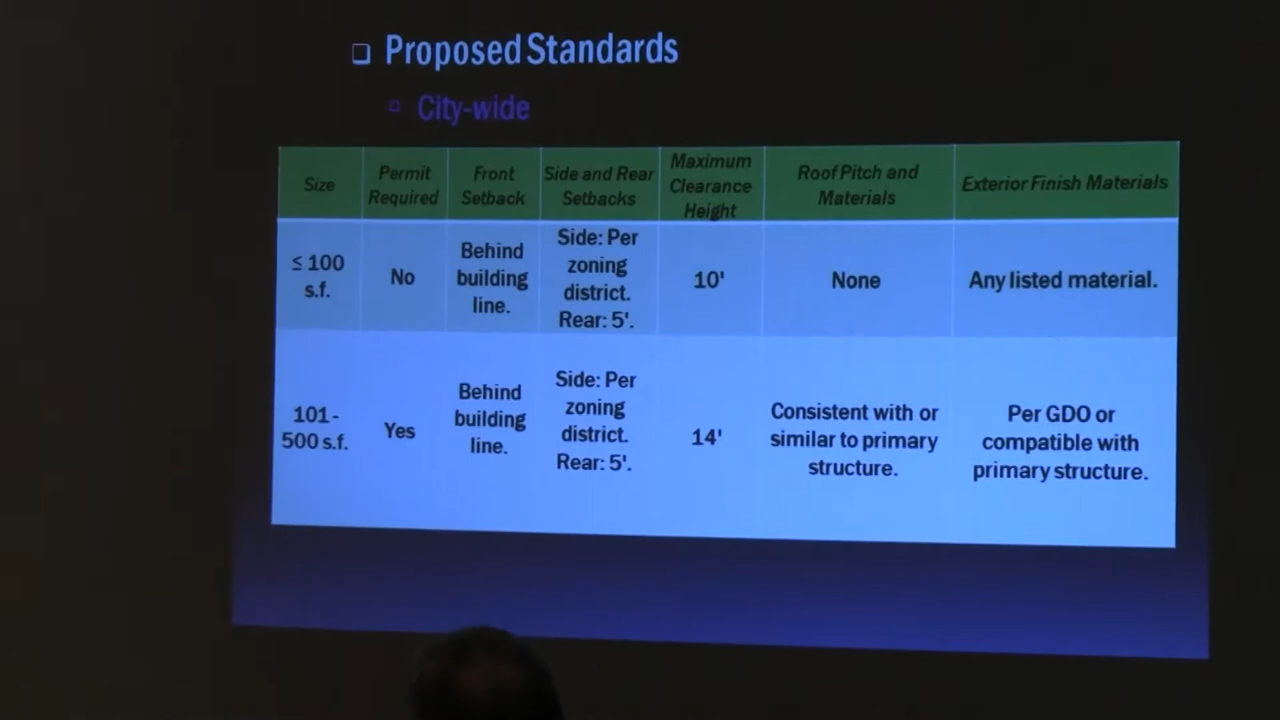 Proposed Standards
City-wide
Size
Permit
Required
Front
Setback
Side and Rear
Setbacks
Maximum
Clearance
Height
Roof Pitch and
Materials
Exterior Finish Materials
≤ 100
s.f.
No
Behind
building
line.
Side: Per
zoning
district.
Rear: 5'.
10'
None
Any listed material.
101-
500 s.f.
Yes
Behind
building
line.
Side: Per
zoning
district.
Rear: 5'.
14'
Consistent with or
similar to primary
structure.
Per GDO or
compatible with
primary structure.